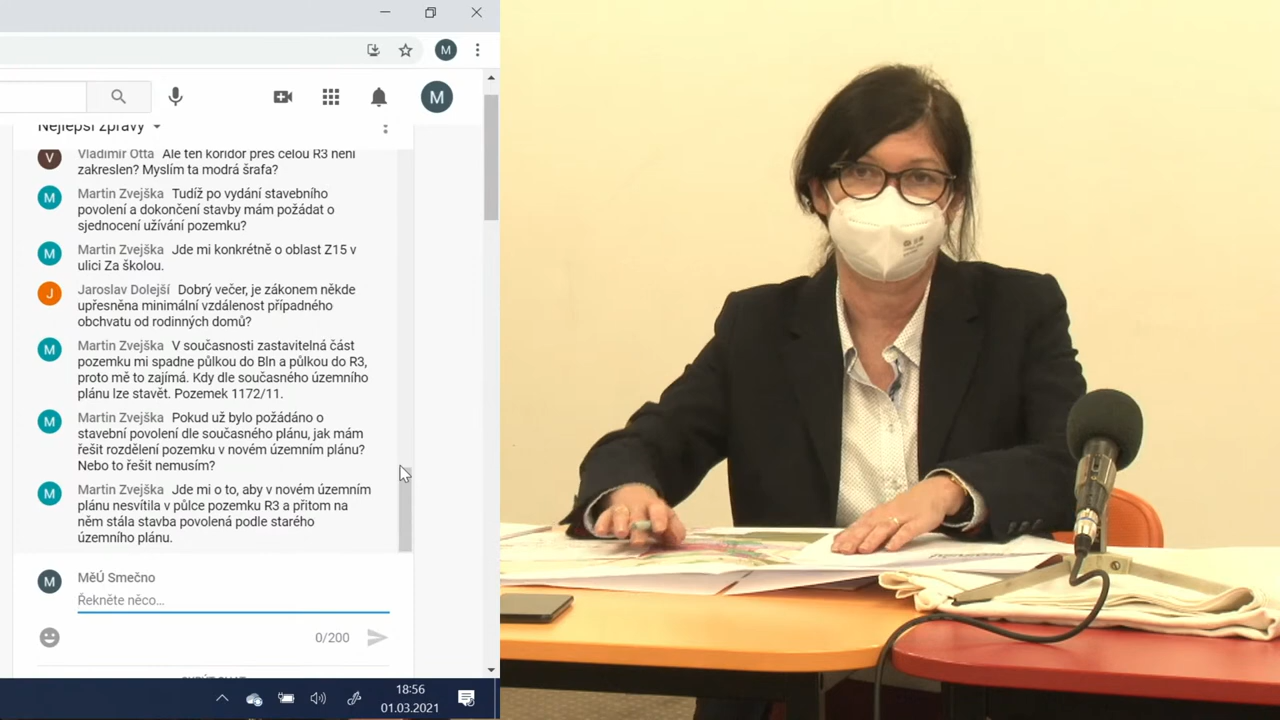 M
M
Nejlepší zprávy
V
Vladimír Otta Ale ten koridor přes celou R3 není
zakreslen? Myslím ta modrá šrafa?
M
Martin Zvejška Tudíž po vydání stavebního
povolení a dokončení stavby mám požádat o
sjednocení užívání pozemku?
M
Martin Zvejška Jde mi konkrétně o oblast Z15 v
ulici Za školou.
J
Jaroslav Dolejší Dobrý večer, je zákonem někde
upřesněna minimální vzdálenost případného
obchvatu od rodinných domů?
M
Martin Zvejška V současnosti zastavitelná část
pozemku mi spadne půlkou do BIn a půlkou do R3,
proto mě to zajímá. Kdy dle současného územního
plánu lze stavět. Pozemek 1172/11.
M
Martin Zvejška Pokud už bylo požádáno o
stavební povolení dle současného plánu, jak mám
řešit rozdělení pozemku v novém územním plánu?
Nebo to řešit nemusím?
M
Martin Zvejška Jde mi o to, aby v novém územním
plánu nesvítila v půlce pozemku R3 a přitom na
něm stála stavba povolená podle starého
územního plánu.
M
MěÚ Smečno
Řekněte něco...
0/200
18:56
01.03.2021